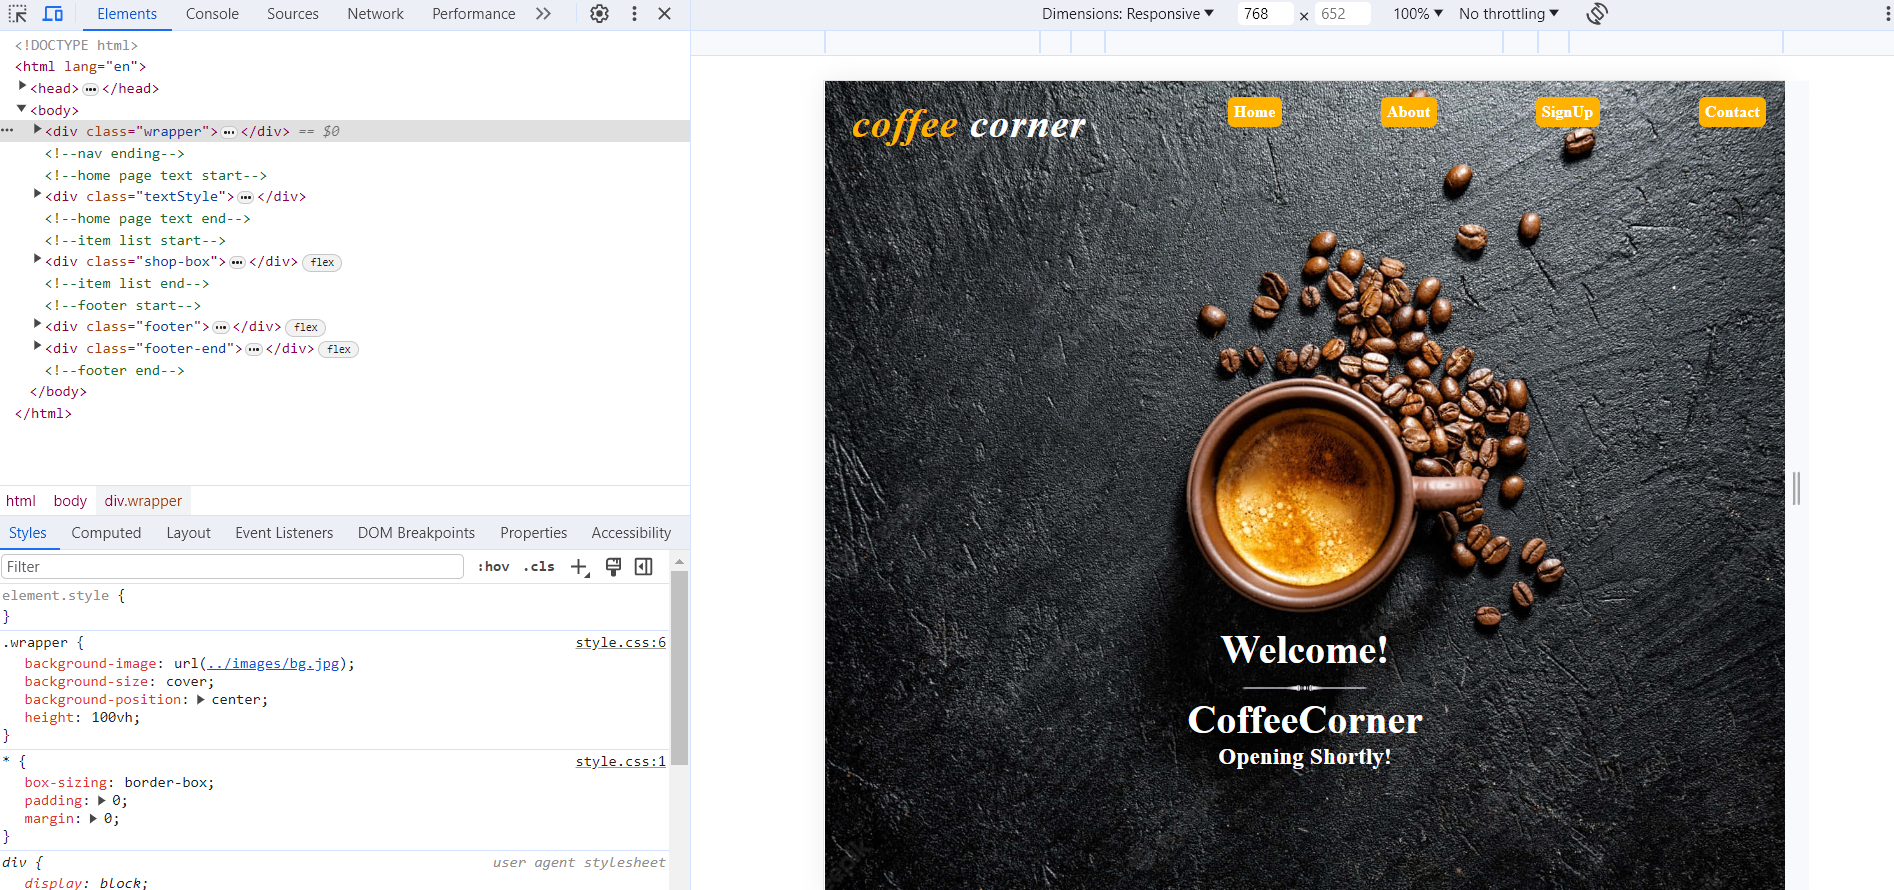 Elements Console Sources Network Performance
Dimensions: Responsive 768 × 652 100% No throttling
<!DOCTYPE html>
<html lang="en">
<head> ••• </head>
<body>
••• <div class="wrapper"> ••• </div> == $0
<!--nav ending-->
<!--home page text start-->
<div class="textStyle"> ••• </div>
<!--home page text end-->
<!--item list start-->
<div class="shop-box"> ••• </div> flex
<!--item list end-->
<!--footer start-->
<div class="footer"> ••• </div> flex
<div class="footer-end"> ••• </div> flex
<!--footer end-->
</body>
</html>
html body div.wrapper
Styles Computed Layout Event Listeners DOM Breakpoints Properties Accessibility
Filter :hov .cls
element.style {
}
.wrapper { style.css:6
background-image: url(../images/bg.jpg);
background-size: cover;
background-position: center;
height: 100vh;
}
* { style.css:1
box-sizing: border-box;
padding: 0;
margin: 0;
}
div { user agent stylesheet
display: block;
coffee corner
Home About SignUp Contact
Welcome!
CoffeeCorner
Opening Shortly!